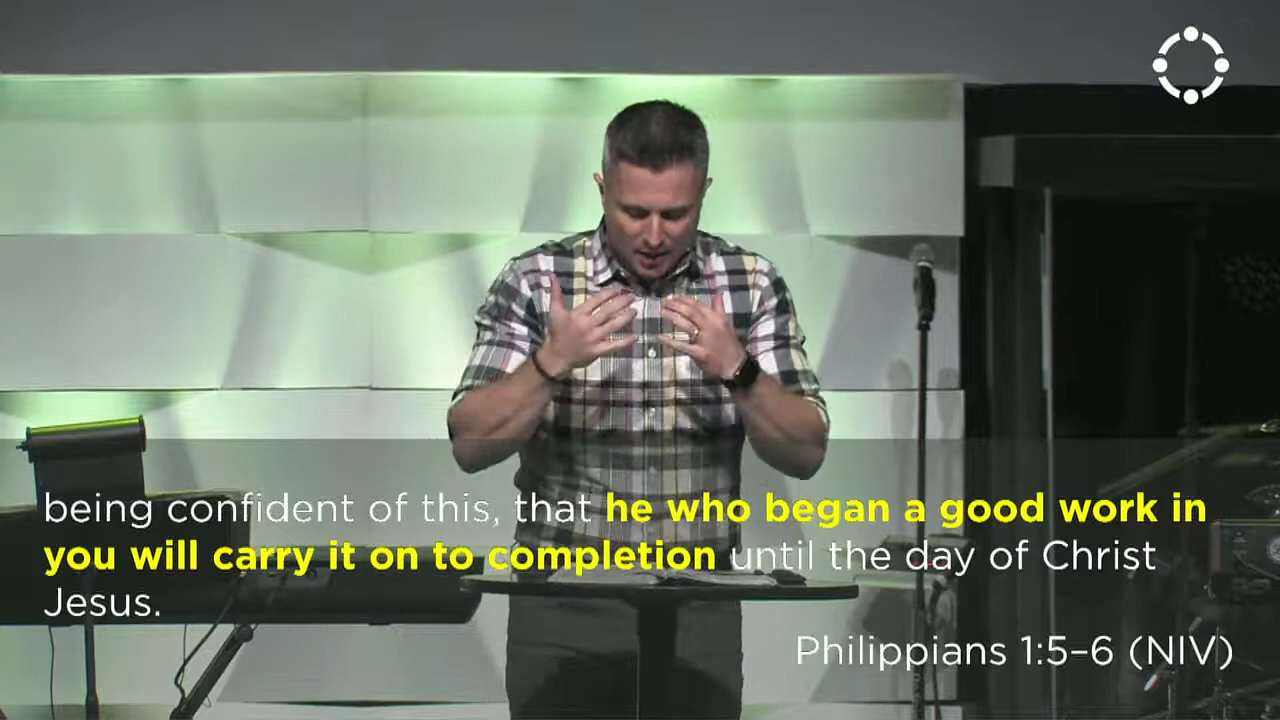 being confident of this, that he who began a good work in
you will carry it on to completion until the day of Christ
Jesus.
Philippians 1:5–6 (NIV)